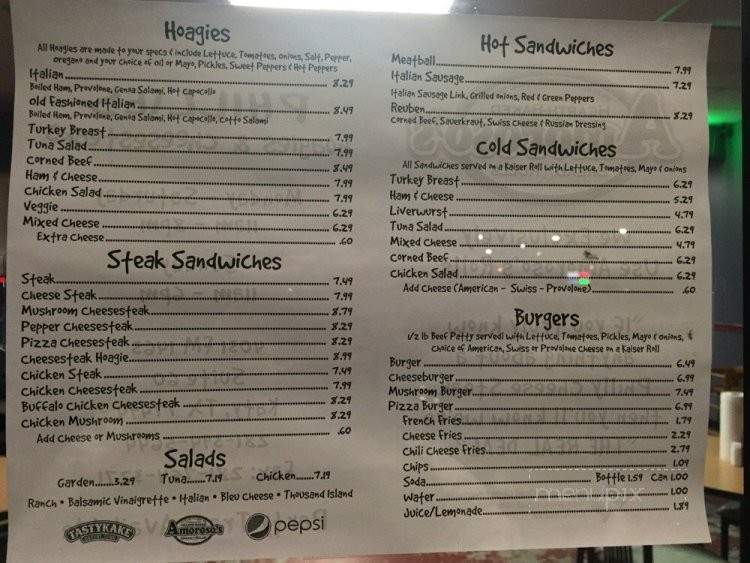 Hoagies
All Hoagies are made to your specs & include Lettuce, Tomatoes, onions, Salt, Pepper,
oregano and your choice of oil or Mayo, Pickles, Sweet Peppers & Hot Peppers
Italian 8.29
Boiled Ham, Provolone, Genoa Salami, Hot Capocollo
old fashioned Italian 8.49
Boiled Ham, Provolone, Genoa Salami, Hot Capocollo, Cotto Salami
Turkey Breast 7.99
Tuna Salad 7.99
Corned Beef 8.49
Ham & Cheese 7.99
Chicken Salad 7.99
Veggie 6.29
Mixed Cheese 6.29
Extra Cheese .60
Steak Sandwiches
Steak 7.49
Cheese Steak 7.99
Mushroom Cheesesteak 8.79
Pepper Cheesesteak 8.29
Pizza Cheesesteak 8.29
Cheesesteak Hoagie 8.99
Chicken Steak 7.49
Chicken Cheesesteak 7.99
Buffalo Chicken Cheesesteak 8.29
Chicken Mushroom 8.29
Add Cheese or Mushrooms .60
Salads
Garden 3.29 Tuna 7.19 Chicken 7.19
Ranch • Balsamic Vinaigrette • Italian • Bleu Cheese • Thousand Island
TASTYKAKE Amoroso's pepsi
Hot Sandwiches
Meatball 7.99
Italian Sausage 7.29
Italian Sausage Link, Grilled onions, Red & Green Peppers
Reuben 8.29
Corned Beef, Sauerkraut, Swiss Cheese & Russian Dressing
Cold Sandwiches
All Sandwiches served on a Kaiser Roll with Lettuce, Tomatoes, Mayo & onions
Turkey Breast 6.29
Ham & Cheese 5.29
Liverwurst 4.79
Tuna Salad 6.29
Mixed Cheese 4.79
Corned Beef 6.29
Chicken Salad 6.29
Add Cheese (American - Swiss - Provolone) .60
Burgers
1/2 lb Beef Patty served with Lettuce, Tomatoes, Pickles, Mayo & onions, &
choice of American, Swiss or Provolone Cheese on a Kaiser Roll
Burger 6.49
Cheeseburger 6.99
Mushroom Burger 7.49
Pizza Burger 6.99
French Fries 1.79
Cheese Fries 2.29
Chili Cheese Fries 2.79
Chips 1.09
Soda Bottle 1.59 Can 1.00
Water 1.00
Juice/Lemonade 1.89
menupix